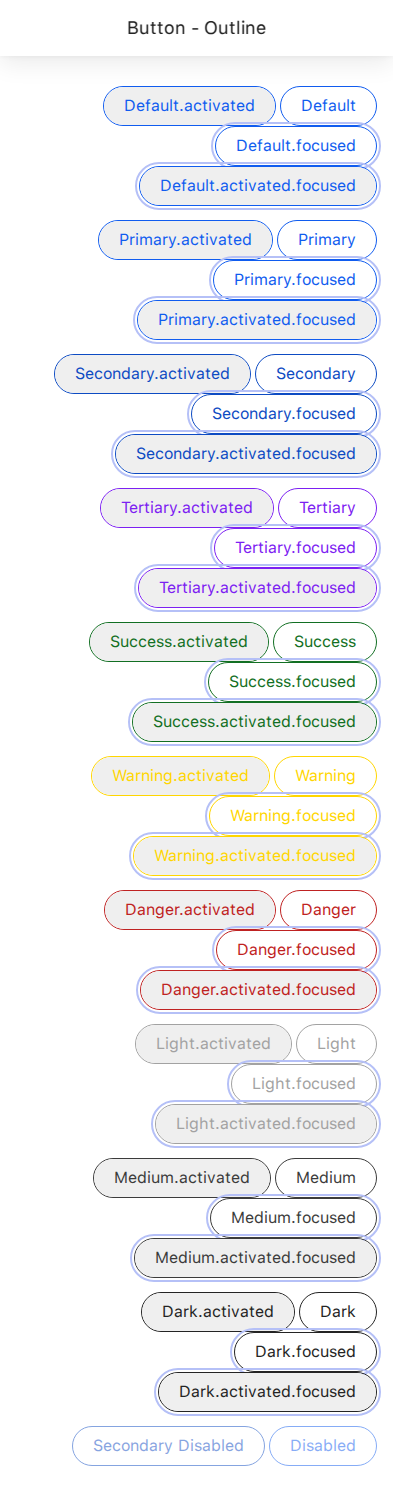 Button - Outline
Default.activated Default
Default.focused
Default.activated.focused
Primary.activated Primary
Primary.focused
Primary.activated.focused
Secondary.activated Secondary
Secondary.focused
Secondary.activated.focused
Tertiary.activated Tertiary
Tertiary.focused
Tertiary.activated.focused
Success.activated Success
Success.focused
Success.activated.focused
Warning.activated Warning
Warning.focused
Warning.activated.focused
Danger.activated Danger
Danger.focused
Danger.activated.focused
Light.activated Light
Light.focused
Light.activated.focused
Medium.activated Medium
Medium.focused
Medium.activated.focused
Dark.activated Dark
Dark.focused
Dark.activated.focused
Secondary Disabled Disabled